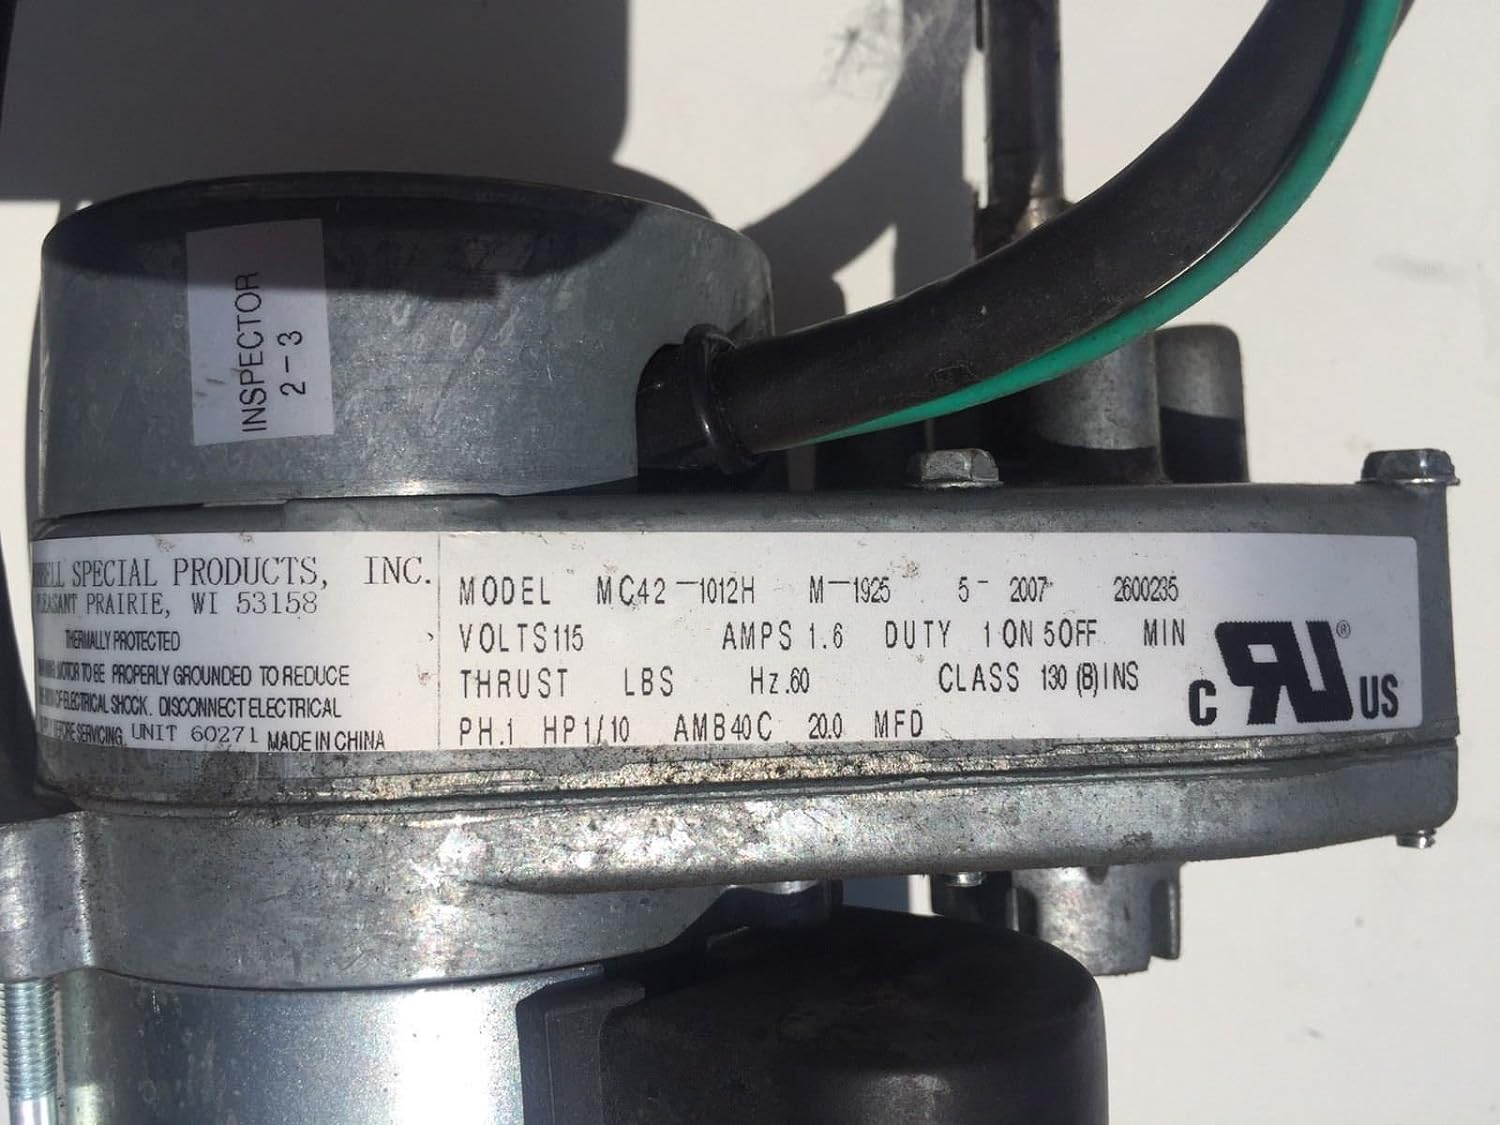 INSPECTOR
2-3
SPECIAL PRODUCTS, INC.
PRAIRIE, WI 53158
THERMALLY PROTECTED
MOTOR TO BE PROPERLY GROUNDED TO REDUCE
OF ELECTRICAL SHOCK. DISCONNECT ELECTRICAL
BEFORE SERVICING. UNIT 60271 MADE IN CHINA
MODEL MC42-1012H M-1925 5-2007 2600235
VOLTS115 AMPS 1.6 DUTY 1 ON 5OFF MIN
THRUST LBS Hz.60 CLASS 130 (B)INS
PH.1 HP1/10 AMB40C 20.0 MFD
C RU® US